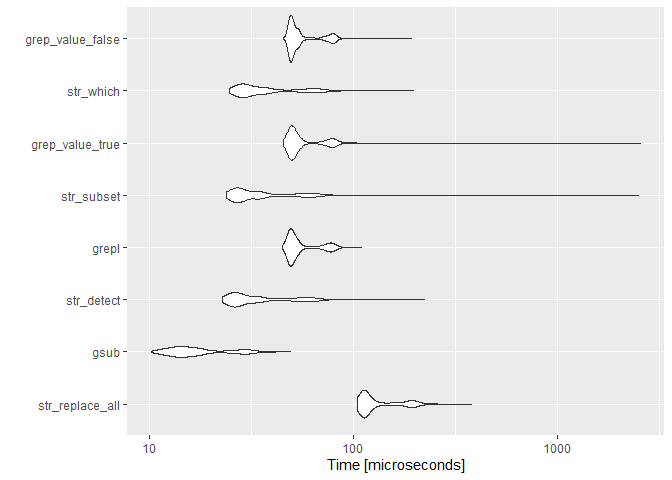 grep_value_false
str_which
grep_value_true
str_subset
grepl
str_detect
gsub
str_replace_all
10 100 1000
Time [microseconds]